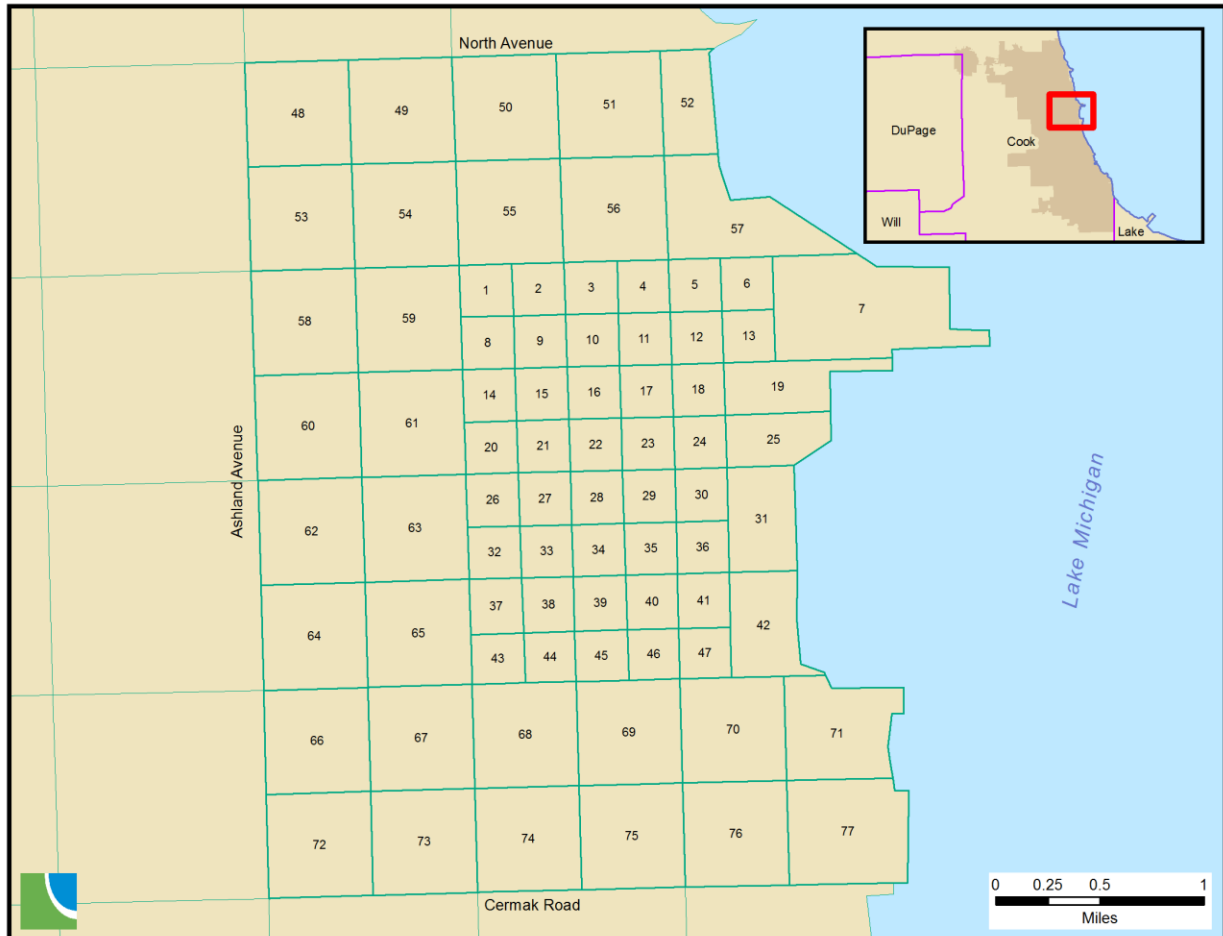 North Avenue
48 49 50 51 52
DuPage
Cook
Will
Lake
53 54 55 56 57
1 2 3 4 5 6 7
58 59
8 9 10 11 12 13
14 15 16 17 18 19
60 61
20 21 22 23 24 25
Ashland Avenue
Lake Michigan
26 27 28 29 30 31
62 63
32 33 34 35 36
37 38 39 40 41 42
64 65
43 44 45 46 47
66 67 68 69 70 71
72 73 74 75 76 77
0 0.25 0.5 1
Miles
Cermak Road